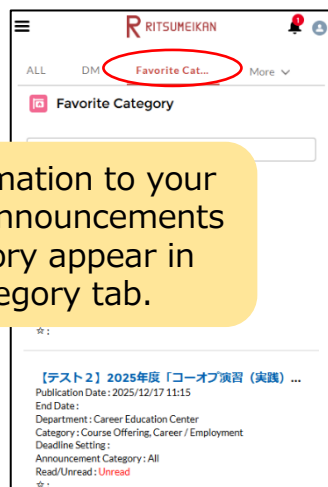 RITSUMEIKAN
ALL DM Favorite Cat... More
Favorite Category
mation to your
nnouncements
ory appear in
egory tab.
☆ :
【テスト2】2025年度「コーオプ演習（実践）...
Publication Date : 2025/12/17 11:15
End Date :
Department : Career Education Center
Category : Course Offering, Career / Employment
Deadline Setting :
Announcement Category : All
Read/Unread : Unread
☆ :